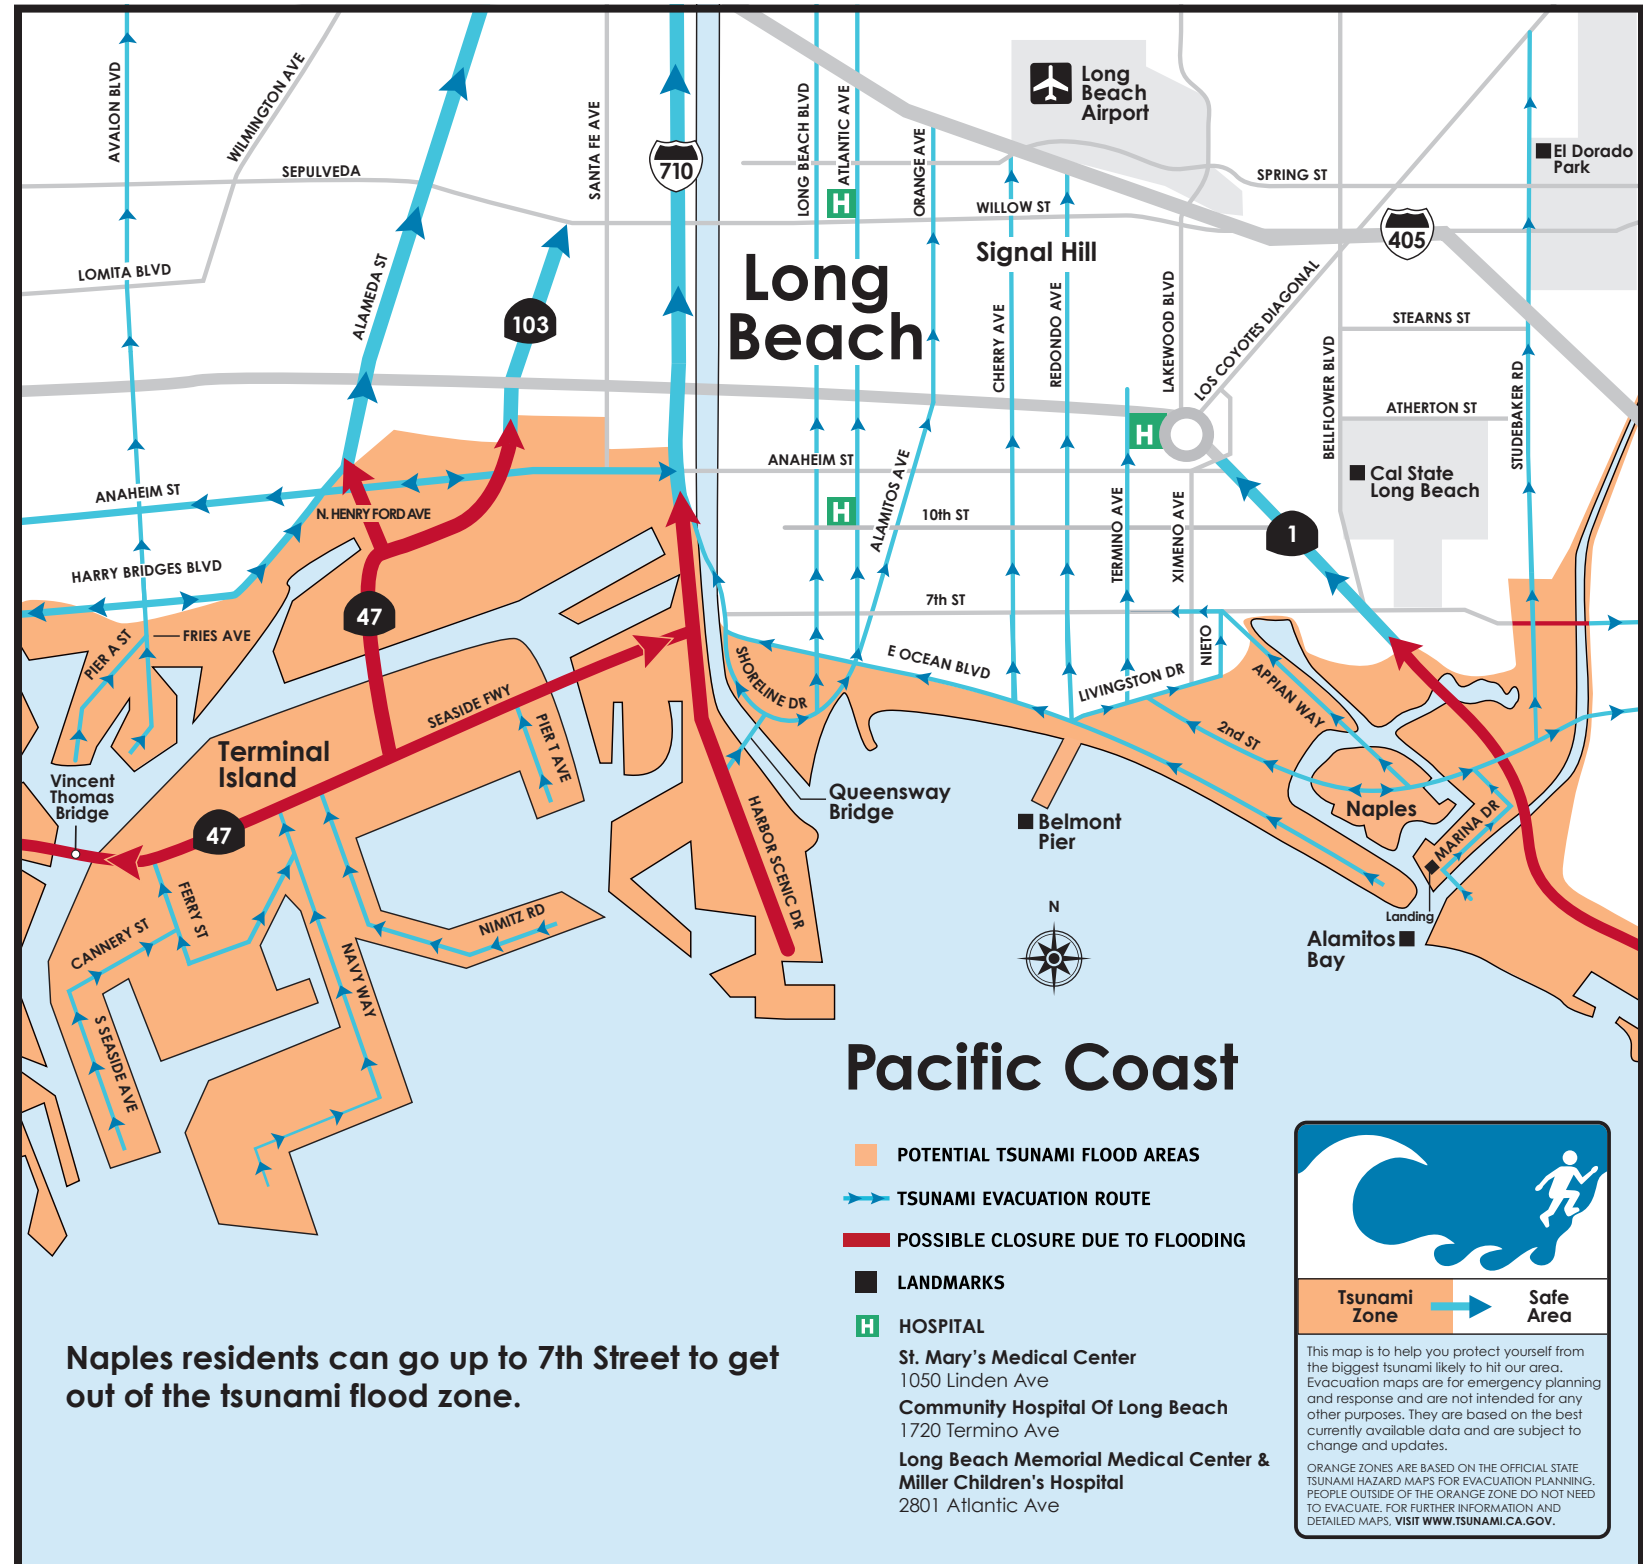 AVALON BLVD
WILMINGTON AVE
SEPULVEDA
LOMITA BLVD
ALAMEDA ST
SANTA FE AVE
103
710
LONG BEACH BLVD
ATLANTIC AVE
ORANGE AVE
H
Long
Beach
Airport
SPRING ST
WILLOW ST
Signal Hill
405
El Dorado
Park
Long
Beach
CHERRY AVE
REDONDO AVE
LAKEWOOD BLVD
LOS COYOTES DIAGONAL
STEARNS ST
BELLFLOWER BLVD
ATHERTON ST
STUDEBAKER RD
H
ANAHEIM ST
Cal State
Long Beach
ANAHEIM ST
N. HENRY FORD AVE
H
10th ST
ALAMITOS AVE
TERMINO AVE
XIMENO AVE
1
HARRY BRIDGES BLVD
7th ST
47
PIER A ST
FRIES AVE
SHORELINE DR
E OCEAN BLVD
LIVINGSTON DR
NIETO
APPIAN WAY
2nd ST
SEASIDE FWY
PIER T AVE
Terminal
Island
Vincent
Thomas
Bridge
47
Queensway
Bridge
HARBOR SCENIC DR
Belmont
Pier
Naples
MARINA DR
Landing
Alamitos
Bay
N
FERRY ST
CANNERY ST
NIMITZ RD
NAVY WAY
S SEASIDE AVE
Pacific Coast
POTENTIAL TSUNAMI FLOOD AREAS
TSUNAMI EVACUATION ROUTE
POSSIBLE CLOSURE DUE TO FLOODING
LANDMARKS
H HOSPITAL
St. Mary's Medical Center
1050 Linden Ave
Community Hospital Of Long Beach
1720 Termino Ave
Long Beach Memorial Medical Center &
Miller Children's Hospital
2801 Atlantic Ave
Naples residents can go up to 7th Street to get
out of the tsunami flood zone.
Tsunami
Zone
Safe
Area
This map is to help you protect yourself from
the biggest tsunami likely to hit our area.
Evacuation maps are for emergency planning
and response and are not intended for any
other purposes. They are based on the best
currently available data and are subject to
change and updates.
ORANGE ZONES ARE BASED ON THE OFFICIAL STATE
TSUNAMI HAZARD MAPS FOR EVACUATION PLANNING.
PEOPLE OUTSIDE OF THE ORANGE ZONE DO NOT NEED
TO EVACUATE. FOR FURTHER INFORMATION AND
DETAILED MAPS, VISIT WWW.TSUNAMI.CA.GOV.